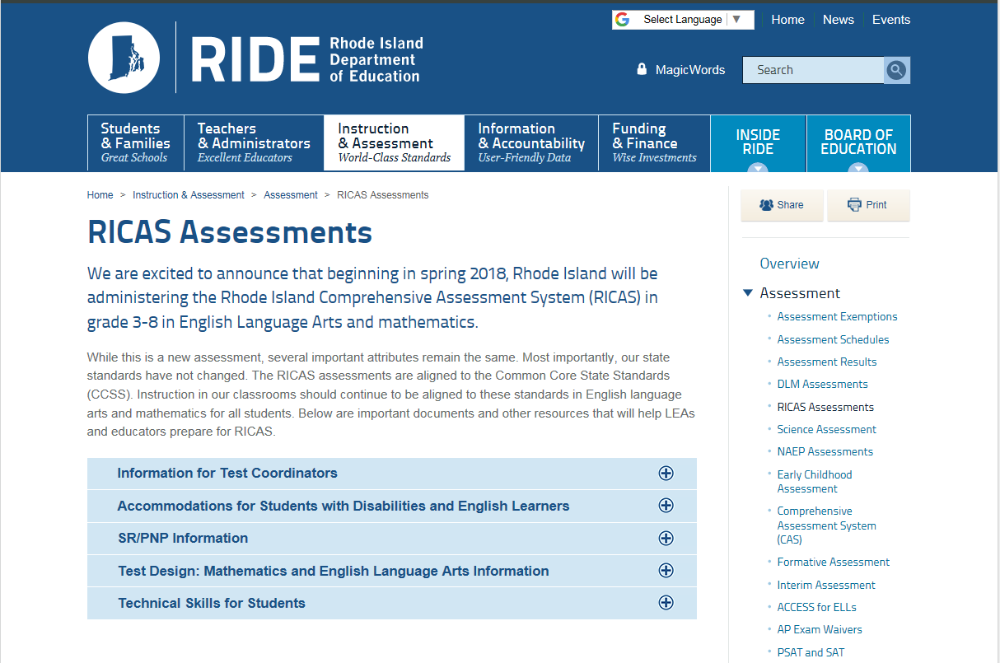 Select Language ▼
Home
News
Events
RIDE
Rhode Island
Department
of Education
MagicWords
Search
Students
& Families
Great Schools
Teachers
& Administrators
Excellent Educators
Instruction
& Assessment
World-Class Standards
Information
& Accountability
User-Friendly Data
Funding
& Finance
Wise Investments
INSIDE
RIDE
BOARD OF
EDUCATION
Home > Instruction & Assessment > Assessment > RICAS Assessments
RICAS Assessments
We are excited to announce that beginning in spring 2018, Rhode Island will be
administering the Rhode Island Comprehensive Assessment System (RICAS) in
grade 3-8 in English Language Arts and mathematics.
While this is a new assessment, several important attributes remain the same. Most importantly, our state
standards have not changed. The RICAS assessments are aligned to the Common Core State Standards
(CCSS). Instruction in our classrooms should continue to be aligned to these standards in English language
arts and mathematics for all students. Below are important documents and other resources that will help LEAs
and educators prepare for RICAS.
Information for Test Coordinators
Accommodations for Students with Disabilities and English Learners
SR/PNP Information
Test Design: Mathematics and English Language Arts Information
Technical Skills for Students
Share
Print
Overview
Assessment
Assessment Exemptions
Assessment Schedules
Assessment Results
DLM Assessments
RICAS Assessments
Science Assessment
NAEP Assessments
Early Childhood
Assessment
Comprehensive
Assessment System
(CAS)
Formative Assessment
Interim Assessment
ACCESS for ELLs
AP Exam Waivers
PSAT and SAT